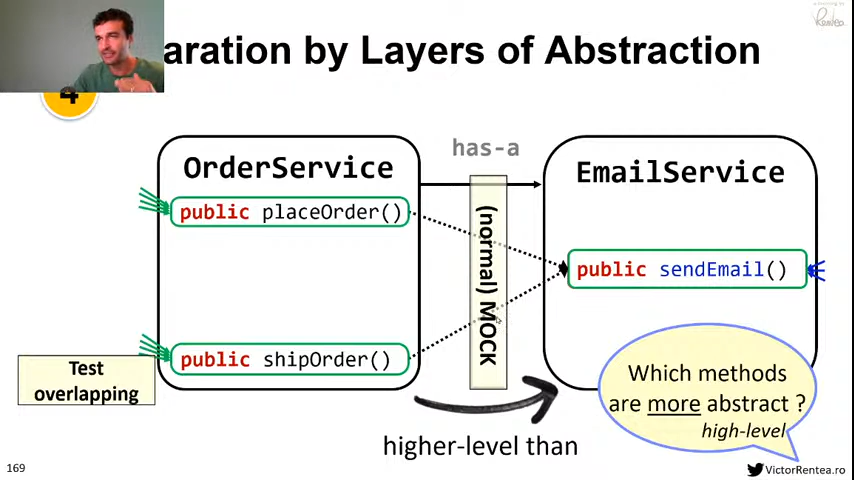 aration by Layers of Abstraction
4
has-a
OrderService
EmailService
public placeOrder()
(normal) MOCK
public sendEmail()
public shipOrder()
Test
overlapping
Which methods
are more abstract ?
high-level
higher-level than
169
VictorRentea.ro